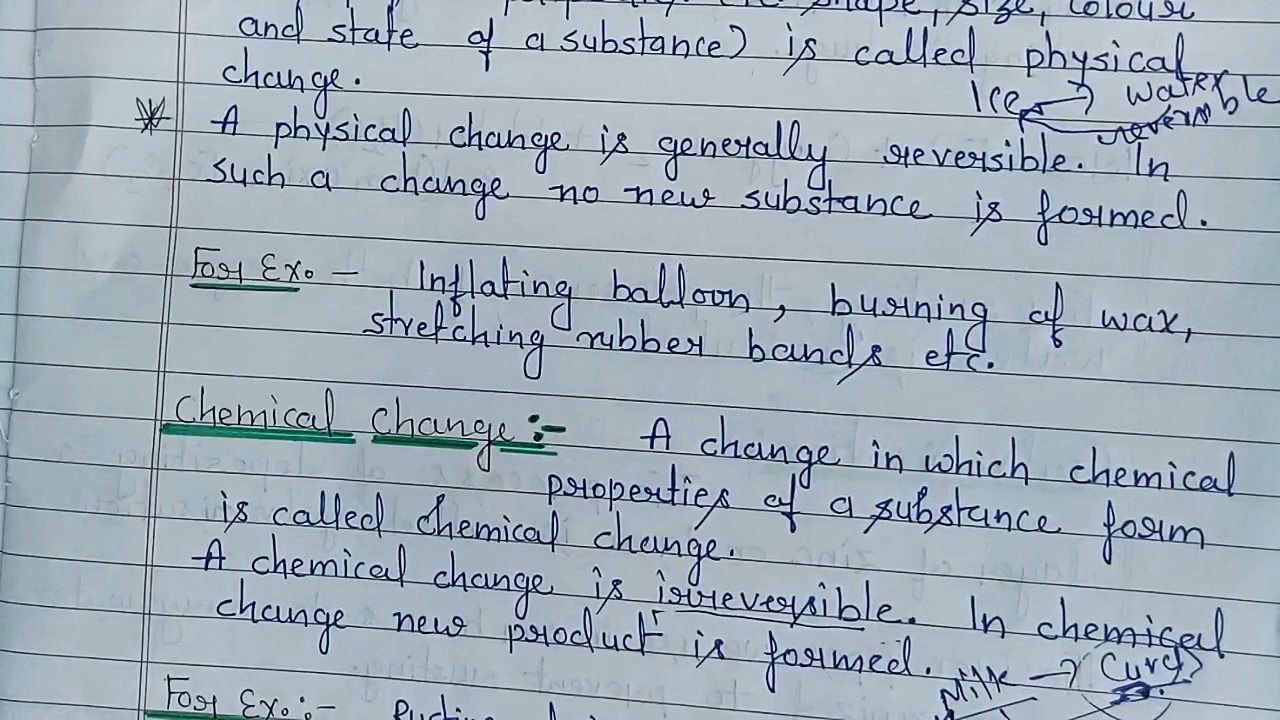 shape, size, colour
and state of a substance) is called physical
change.
Ice → water
reversible
* A physical change is generally reversible. In
such a change no new substance is formed.
For Ex. - Inflating balloon, burning of wax,
stretching rubber bands etc.
Chemical Change :- A change in which chemical
properties of a substance form
is called chemical change.
A chemical change is irreversible. In chemical
change new product is formed.
Milk → Curd
For Ex. :-